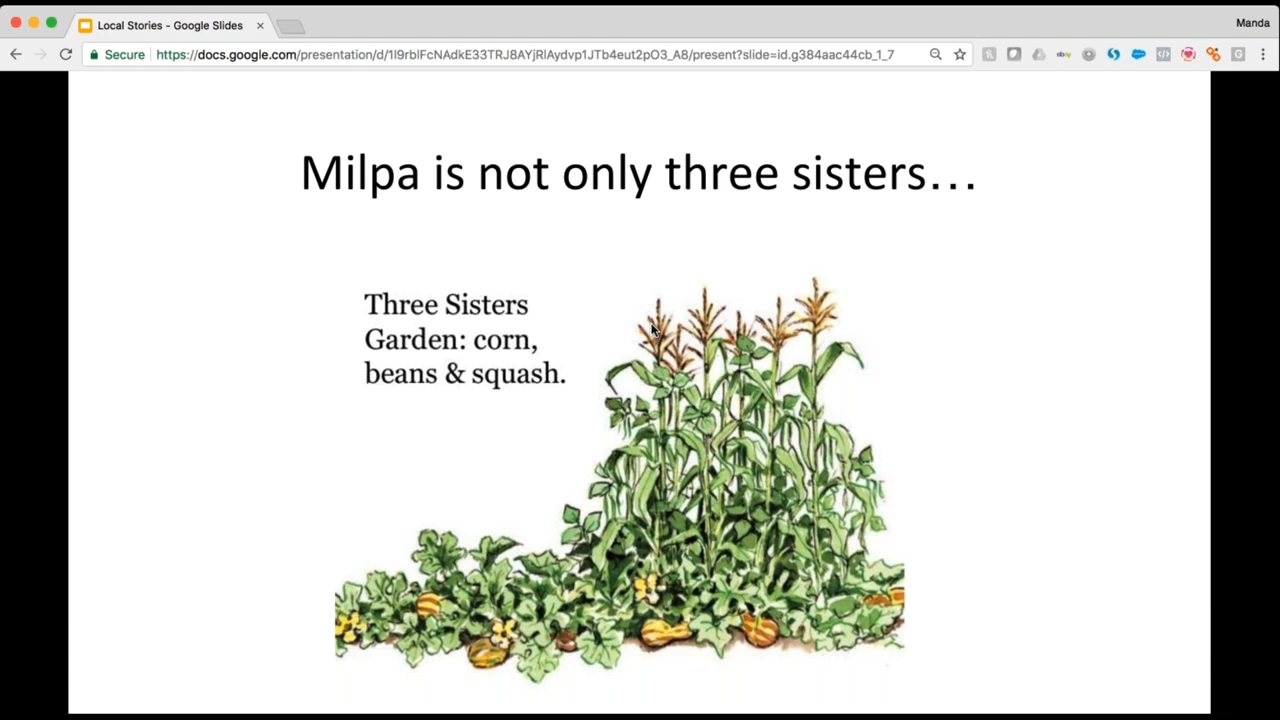 Local Stories - Google Slides
Manda
Secure
https://docs.google.com/presentation/d/1l9rblFcNAdkE33TRJ8AYjRlAydvp1JTb4eut2pO3_A8/present?slide=id.g384aac44cb_1_7
Milpa is not only three sisters…
Three Sisters
Garden: corn,
beans & squash.